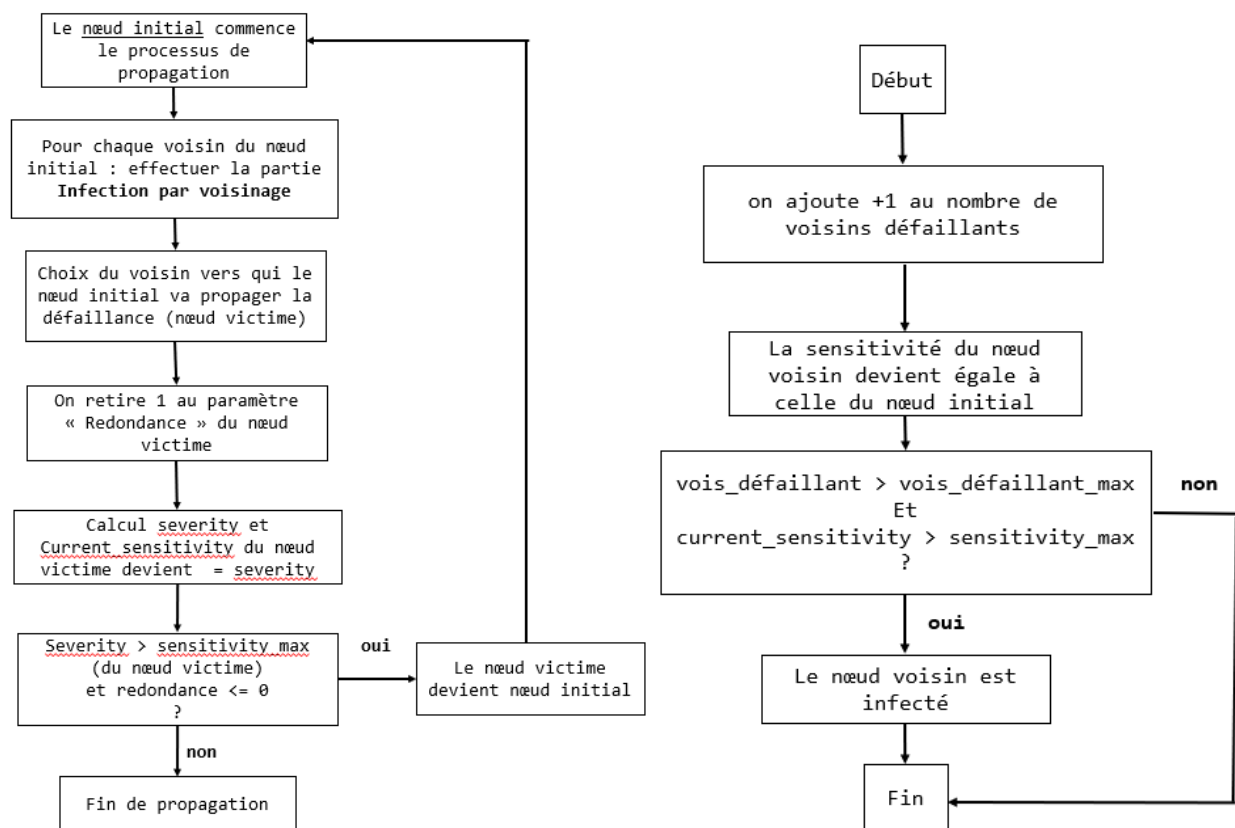 Le nœud initial commence
le processus de
propagation
Pour chaque voisin du nœud
initial : effectuer la partie
Infection par voisinage
Choix du voisin vers qui le
nœud initial va propager la
défaillance (nœud victime)
On retire 1 au paramètre
« Redondance » du nœud
victime
Calcul severity et
Current_sensitivity du nœud
victime devient = severity
Severity > sensitivity_max
(du nœud victime)
et redondance <= 0
?
oui
Le nœud victime
devient nœud initial
non
Fin de propagation
Début
on ajoute +1 au nombre de
voisins défaillants
La sensitivité du nœud
voisin devient égale à
celle du nœud initial
vois_défaillant > vois_défaillant_max
Et
current_sensitivity > sensitivity_max
?
non
oui
Le nœud voisin est
infecté
Fin